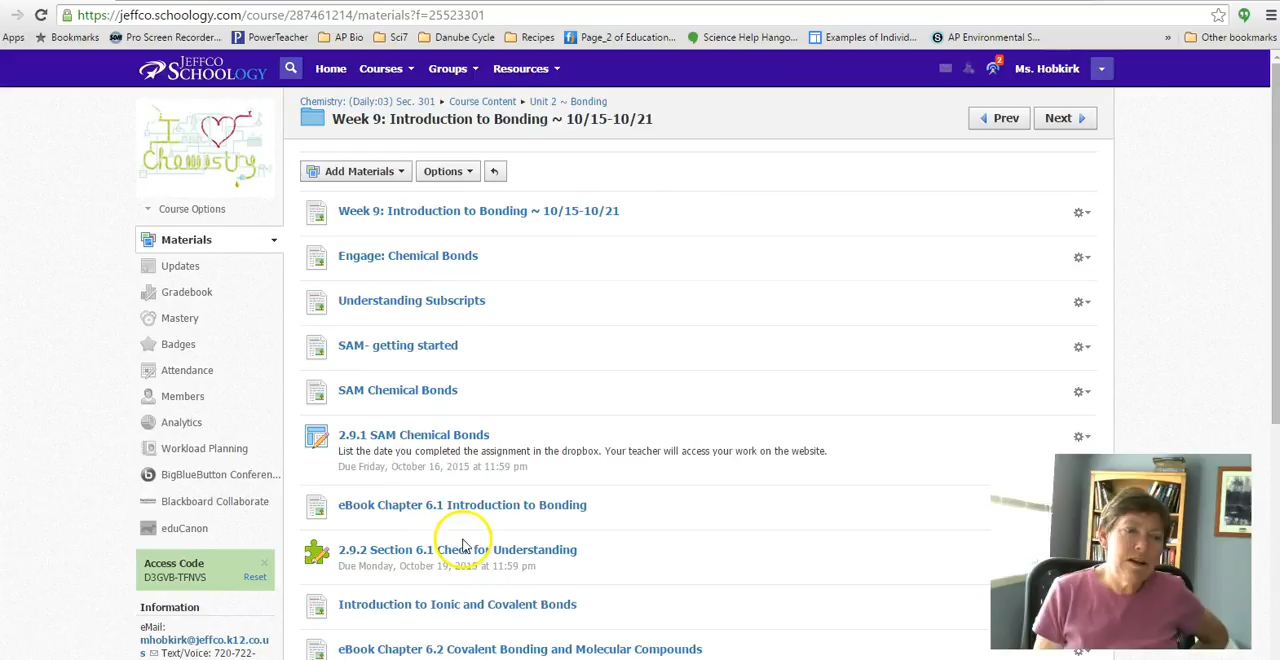 https://jeffco.schoology.com/course/287461214/materials?f=25523301
Apps Bookmarks Pro Screen Recorder... PowerTeacher AP Bio Sci7 Danube Cycle Recipes Page_2 of Education... Science Help Hango... Examples of Individ... AP Environmental S... » Other bookmarks
JEFFCO
SCHOOLOGY Home Courses Groups Resources 2 Ms. Hobkirk
Chemistry: (Daily:03) Sec. 301 ▸ Course Content ▸ Unit 2 ~ Bonding
Week 9: Introduction to Bonding ~ 10/15-10/21 Prev Next
I
Chemistry
Add Materials Options
Course Options
Materials
Updates
Gradebook
Mastery
Badges
Attendance
Members
Analytics
Workload Planning
BigBlueButton Conferen...
Blackboard Collaborate
eduCanon
Access Code
D3GVB-TFNVS Reset
Information
eMail:
mhobkirk@jeffco.k12.co.u
s Text/Voice: 720-722-
Week 9: Introduction to Bonding ~ 10/15-10/21
Engage: Chemical Bonds
Understanding Subscripts
SAM- getting started
SAM Chemical Bonds
2.9.1 SAM Chemical Bonds
List the date you completed the assignment in the dropbox. Your teacher will access your work on the website.
Due Friday, October 16, 2015 at 11:59 pm
eBook Chapter 6.1 Introduction to Bonding
2.9.2 Section 6.1 Check for Understanding
Due Monday, October 19, 2015 at 11:59 pm
Introduction to Ionic and Covalent Bonds
eBook Chapter 6.2 Covalent Bonding and Molecular Compounds